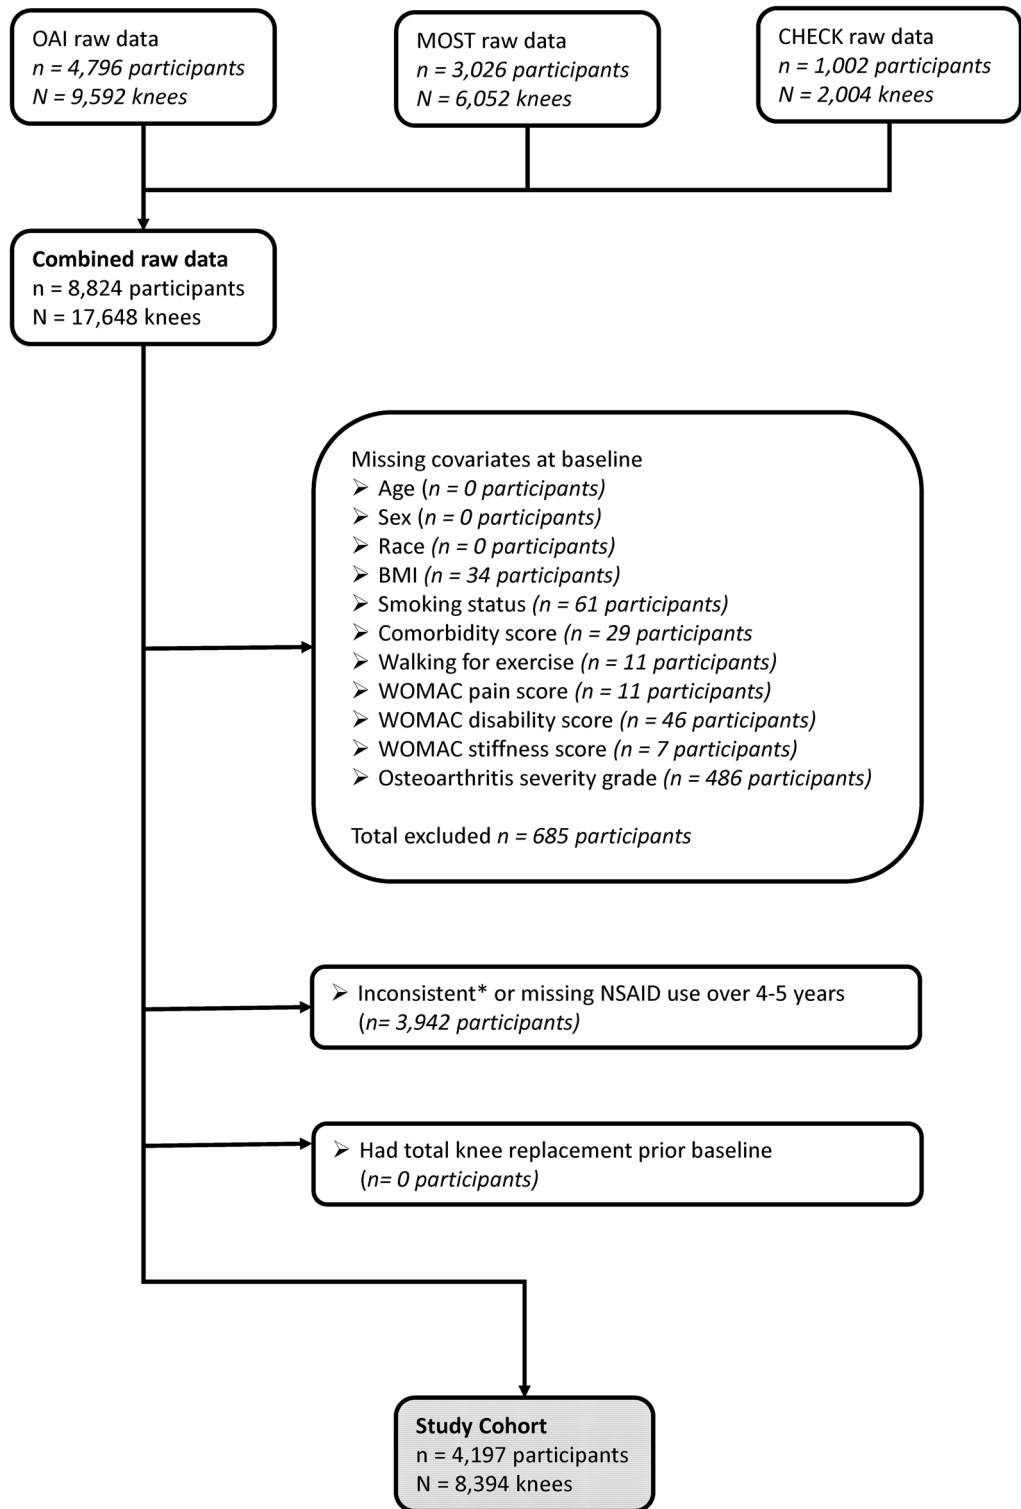 OAI raw data
n = 4,796 participants
N = 9,592 knees
MOST raw data
n = 3,026 participants
N = 6,052 knees
CHECK raw data
n = 1,002 participants
N = 2,004 knees
Combined raw data
n = 8,824 participants
N = 17,648 knees
Missing covariates at baseline
➢ Age (n = 0 participants)
➢ Sex (n = 0 participants)
➢ Race (n = 0 participants)
➢ BMI (n = 34 participants)
➢ Smoking status (n = 61 participants)
➢ Comorbidity score (n = 29 participants
➢ Walking for exercise (n = 11 participants)
➢ WOMAC pain score (n = 11 participants)
➢ WOMAC disability score (n = 46 participants)
➢ WOMAC stiffness score (n = 7 participants)
➢ Osteoarthritis severity grade (n = 486 participants)
Total excluded n = 685 participants
➢ Inconsistent* or missing NSAID use over 4-5 years
(n= 3,942 participants)
➢ Had total knee replacement prior baseline
(n= 0 participants)
Study Cohort
n = 4,197 participants
N = 8,394 knees